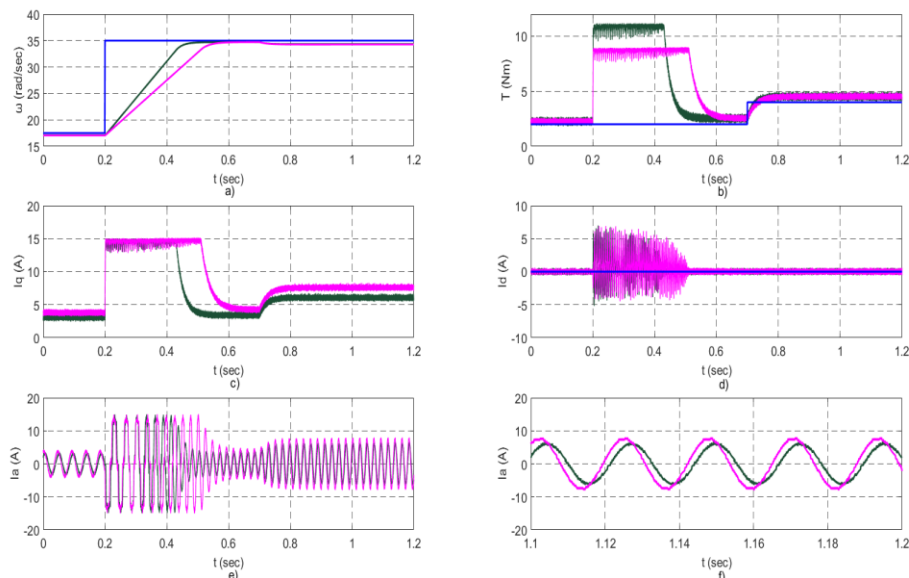 40
35
30
25
20
15
ω (rad/sec)
0 0.2 0.4 0.6 0.8 1 1.2
t (sec)
a)
10
5
0
T (Nm)
0 0.2 0.4 0.6 0.8 1 1.2
t (sec)
b)
20
15
10
5
0
Iq (A)
0 0.2 0.4 0.6 0.8 1 1.2
t (sec)
c)
10
5
0
-5
-10
Id (A)
0 0.2 0.4 0.6 0.8 1 1.2
t (sec)
d)
20
10
0
-10
-20
Ia (A)
0 0.2 0.4 0.6 0.8 1 1.2
t (sec)
e)
20
10
0
-10
-20
Ia (A)
1.1 1.12 1.14 1.16 1.18 1.2
t (sec)
f)